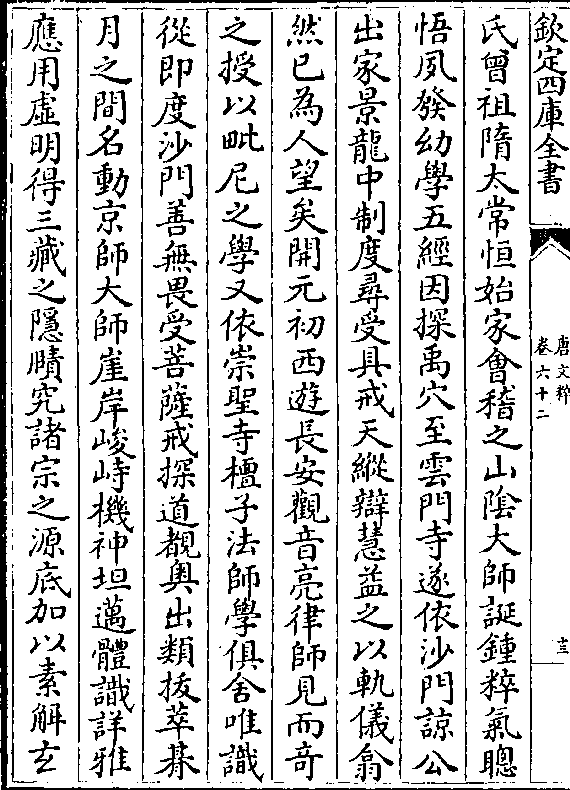 欽定四庫全書
唐文粹
卷六十二
十三
氏曾祖隋太常恒始家會稽之山陰大師誕鍾粹氣聰
悟夙發幼學五經因探禹穴至雲門寺遂依沙門諒公
出家景龍中制度尋受具戒天縱辯慧益之以軌儀翕
然已為人望矣開元初西遊長安觀音亮律師見而竒
之授以毗尼之學又依崇聖寺檀子法師學俱舍唯識
從即度沙門善無畏受菩薩戒探道覩奥出類拔萃朞
月之間名動京師大師崖岸峻峙機神坦邁體識詳雅
應用虛明得三藏之隱賾究諸宗之源底加以素解玄